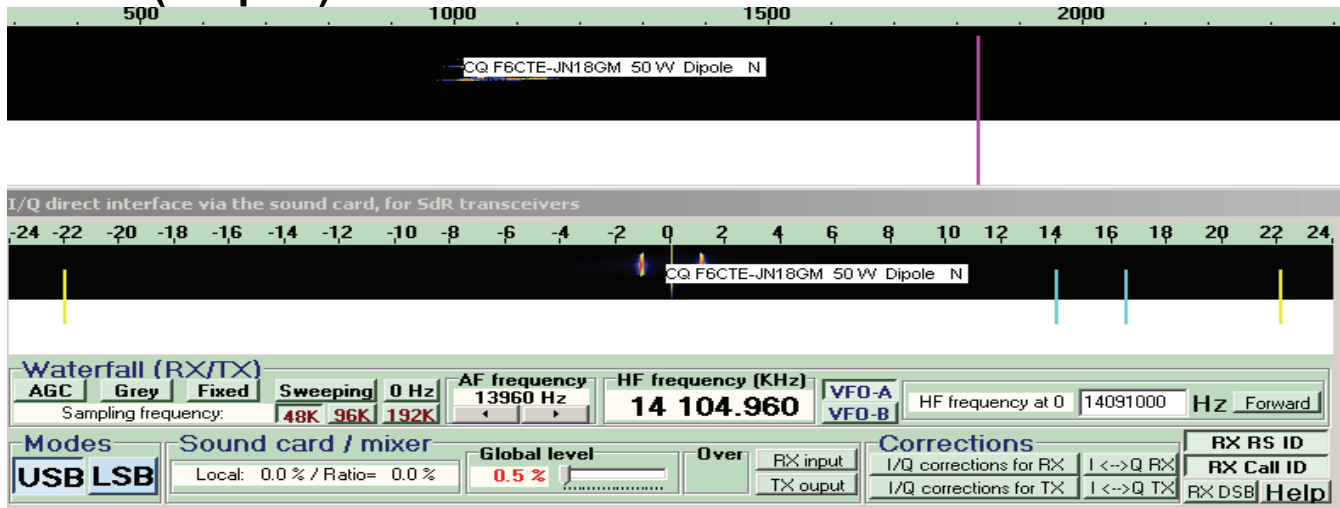 500 1000 1500 2000
CQ F6CTE-JN18GM 50 W Dipole N
I/Q direct interface via the sound card, for SdR transceivers
-24 -22 -20 -18 -16 -14 -12 -10 -8 -6 -4 -2 0 2 4 6 8 10 12 14 16 18 20 22 24
CQ F6CTE-JN18GM 50 W Dipole N
Waterfall (RX/TX) AF frequency HF frequency (KHz)
AGC Grey Fixed Sweeping 0 Hz 13960 Hz 14 104.960 VFO-A HF frequency at 0 14091000 Hz Forward
Sampling frequency: 48K 96K 192K VFO-B
Modes Sound card / mixer Global level Over Corrections RX RS ID
USB LSB Local: 0.0 % / Ratio= 0.0 % 0.5 % RX input I/Q corrections for RX I <-->Q RX RX Call ID
TX ouput I/Q corrections for TX I <-->Q TX RX DSB Help